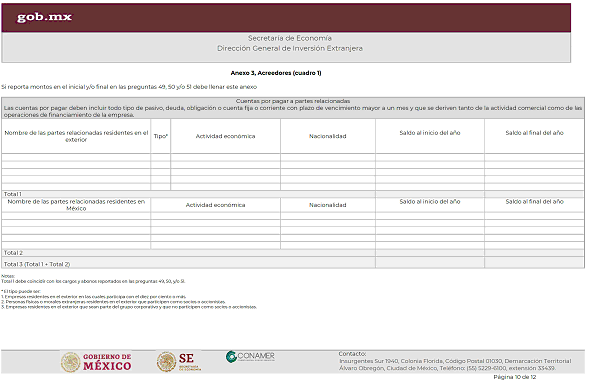 gob.mx
Secretaría de Economía
Dirección General de Inversión Extranjera
Anexo 3, Acreedores (cuadro 1)
Si reporta montos en el inicial y/o final en las preguntas 49, 50 y/o 51 debe llenar este anexo
Cuentas por pagar a partes relacionadas
Las cuentas por pagar deben incluir todo tipo de pasivo, deuda, obligación o cuenta fija o corriente con plazo de vencimiento mayor a un mes y que se deriven tanto de la actividad comercial como de las
operaciones de financiamiento de la empresa.
Nombre de las partes relacionadas residentes en el
exterior
Tipo*
Actividad económica
Nacionalidad
Saldo al inicio del año
Saldo al final del año
Total 1
Nombre de las partes relacionadas residentes en
México
Actividad económica
Nacionalidad
Saldo al inicio del año
Saldo al final del año
Total 2
Total 3 (Total 1 + Total 2)
Notas:
Total 1 debe coincidir con los cargos y abonos reportados en las preguntas 49, 50, y/o 51.
* El tipo puede ser:
1. Empresas residentes en el exterior en las cuales participa con el diez por ciento o más.
2. Personas físicas o morales extranjeras residentes en el exterior que participen como socios o accionistas.
3. Empresas residentes en el exterior que sean parte del grupo corporativo y que no participen como socios o accionistas.
GOBIERNO DE
MÉXICO
SE
SECRETARÍA
DE ECONOMÍA
CONAMER
Contacto:
Insurgentes Sur 1940, Colonia Florida, Código Postal 01030, Demarcación Territorial
Álvaro Obregón, Ciudad de México, Teléfono: (55) 5229-6100, extensión 33439.
Página 10 de 12